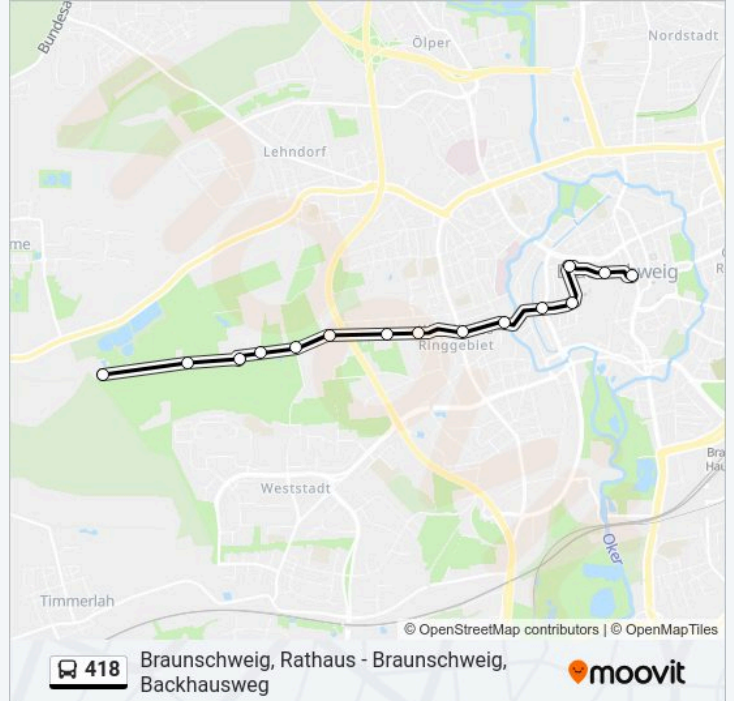 Bundesa
Ölper
Nordstadt
Lehndorf
me
weig
Ringgebiet
Bra
Hau
Weststadt
Oker
Timmerlah
© OpenStreetMap contributors | © OpenMapTiles
418
Braunschweig, Rathaus - Braunschweig,
Backhausweg
moovit